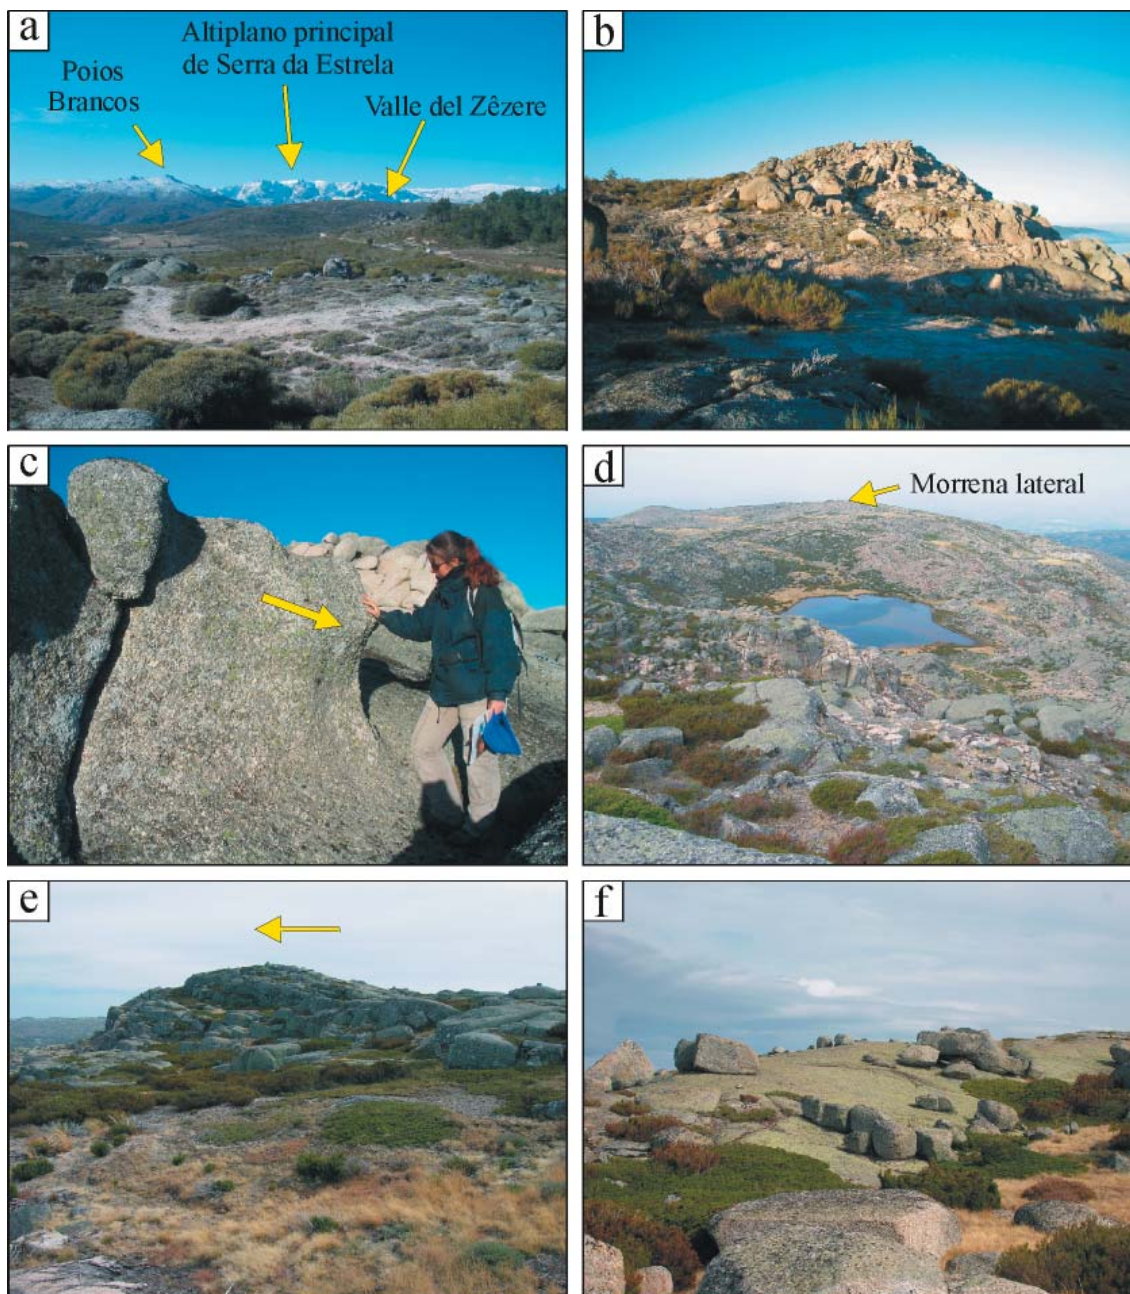 a
Altiplano principal
de Serra da Estrela
Poios
Brancos
Valle del Zêzere
b
c
d
Morrena lateral
e
f